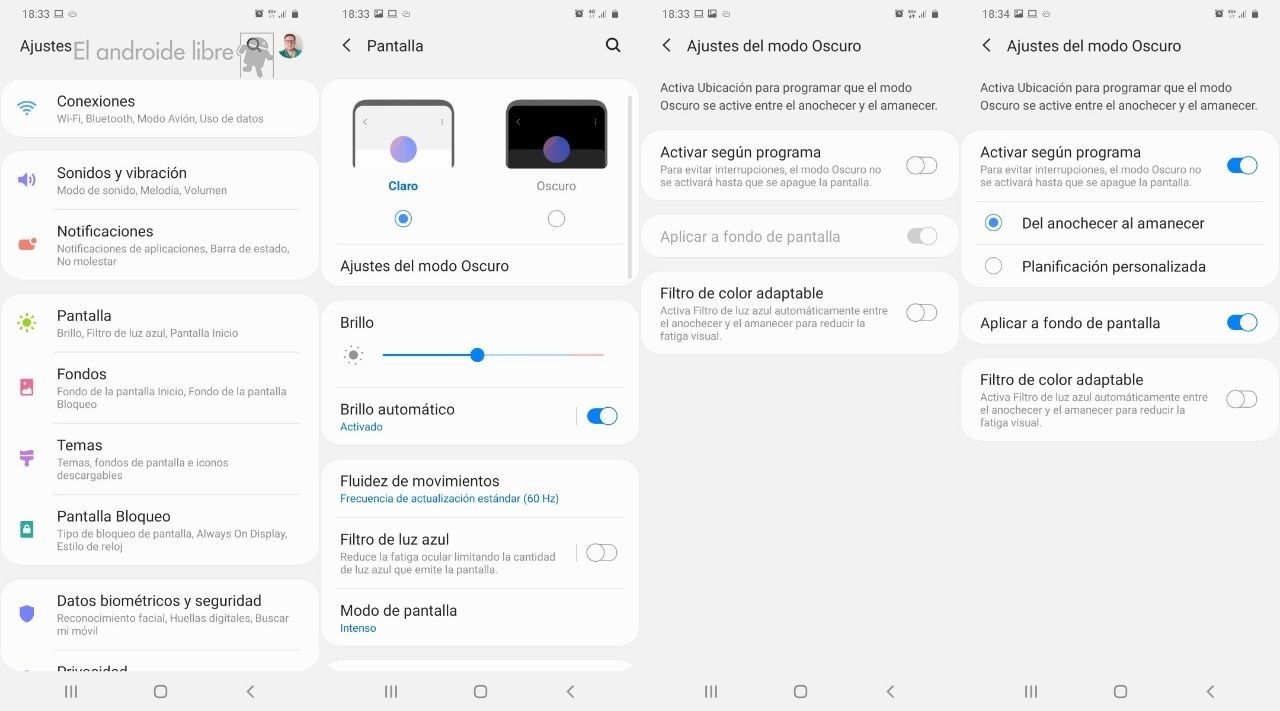 18:33
Ajustes
El androide libre
Conexiones
Wi-Fi, Bluetooth, Modo Avión, Uso de datos
Sonidos y vibración
Modo de sonido, Melodía, Volumen
Notificaciones
Notificaciones de aplicaciones, Barra de estado,
No molestar
Pantalla
Brillo, Filtro de luz azul, Pantalla Inicio
Fondos
Fondo de la pantalla Inicio, Fondo de la pantalla
Bloqueo
Temas
Temas, fondos de pantalla e iconos
descargables
Pantalla Bloqueo
Tipo de bloqueo de pantalla, Always On Display,
Estilo de reloj
Datos biométricos y seguridad
Reconocimiento facial, Huellas digitales, Buscar
mi móvil
Privacidad
18:33
Pantalla
Claro
Oscuro
Ajustes del modo Oscuro
Brillo
Brillo automático
Activado
Fluidez de movimientos
Frecuencia de actualización estándar (60 Hz)
Filtro de luz azul
Reduce la fatiga ocular limitando la cantidad
de luz azul que emite la pantalla.
Modo de pantalla
Intenso
18:33
Ajustes del modo Oscuro
Activa Ubicación para programar que el modo
Oscuro se active entre el anochecer y el amanecer.
Activar según programa
Para evitar interrupciones, el modo Oscuro no
se activará hasta que se apague la pantalla.
Aplicar a fondo de pantalla
Filtro de color adaptable
Activa Filtro de luz azul automáticamente entre
el anochecer y el amanecer para reducir la
fatiga visual.
18:34
Ajustes del modo Oscuro
Activa Ubicación para programar que el modo
Oscuro se active entre el anochecer y el amanecer.
Activar según programa
Para evitar interrupciones, el modo Oscuro no
se activará hasta que se apague la pantalla.
Del anochecer al amanecer
Planificación personalizada
Aplicar a fondo de pantalla
Filtro de color adaptable
Activa Filtro de luz azul automáticamente entre
el anochecer y el amanecer para reducir la
fatiga visual.